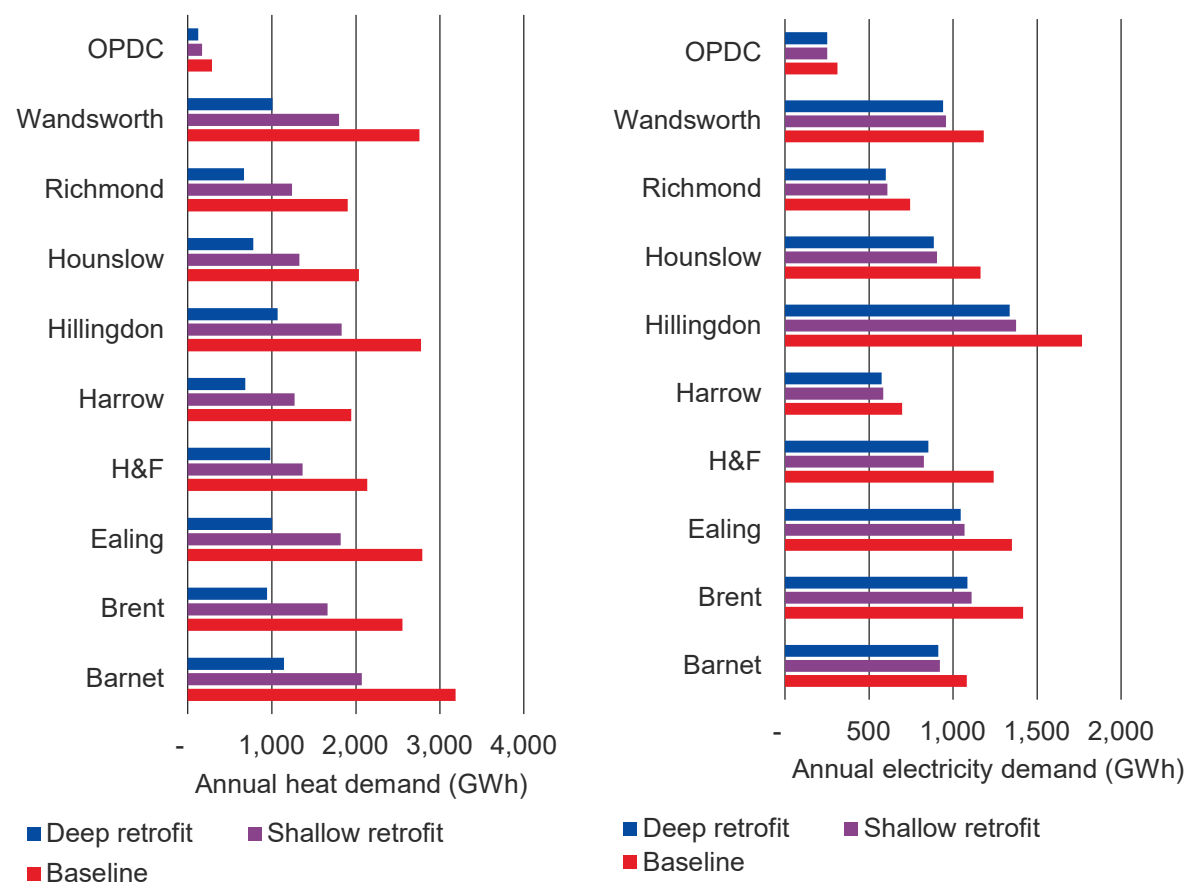 OPDC
Wandsworth
Richmond
Hounslow
Hillingdon
Harrow
H&F
Ealing
Brent
Barnet
- 1,000 2,000 3,000 4,000
Annual heat demand (GWh)
Deep retrofit Shallow retrofit
Baseline
OPDC
Wandsworth
Richmond
Hounslow
Hillingdon
Harrow
H&F
Ealing
Brent
Barnet
- 500 1,000 1,500 2,000
Annual electricity demand (GWh)
Deep retrofit Shallow retrofit
Baseline